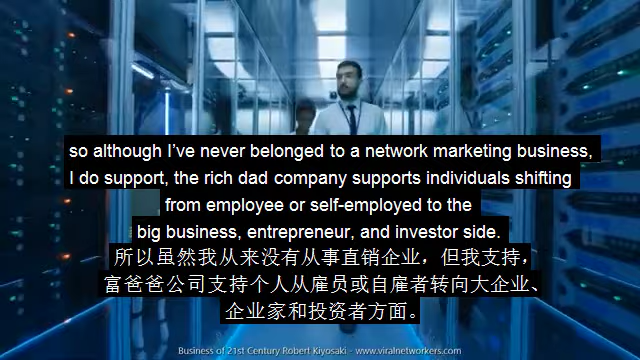 so although I've never belonged to a network marketing business,
I do support, the rich dad company supports individuals shifting
from employee or self-employed to the
big business, entrepreneur, and investor side.
所以虽然我从来没有从事直销企业，但我支持，
富爸爸公司支持个人从雇员或自雇者转向大企业、
企业家和投资者方面。
Business of 21st Century Robert Kiyosaki - www.viralnetworkers.com